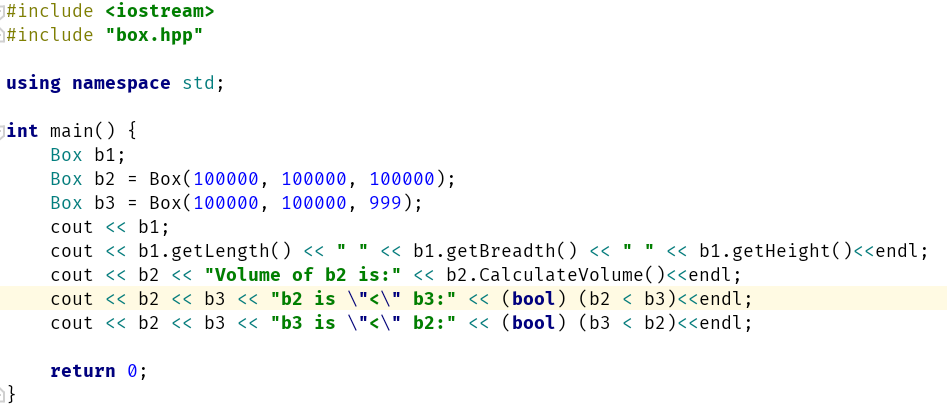 #include <iostream>
#include "box.hpp"
using namespace std;
int main() {
    Box b1;
    Box b2 = Box(100000, 100000, 100000);
    Box b3 = Box(100000, 100000, 999);
    cout << b1;
    cout << b1.getLength() << " " << b1.getBreadth() << " " << b1.getHeight()<<endl;
    cout << b2 << "Volume of b2 is:" << b2.CalculateVolume()<<endl;
    cout << b2 << b3 << "b2 is \"<\" b3:" << (bool) (b2 < b3)<<endl;
    cout << b2 << b3 << "b3 is \"<\" b2:" << (bool) (b3 < b2)<<endl;
    return 0;
}